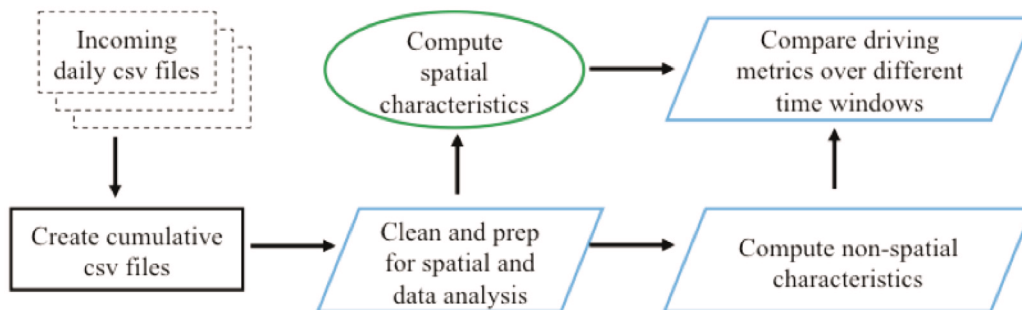 Incoming
daily csv files
Compute
spatial
characteristics
Compare driving
metrics over different
time windows
Create cumulative
csv files
Clean and prep
for spatial and
data analysis
Compute non-spatial
characteristics